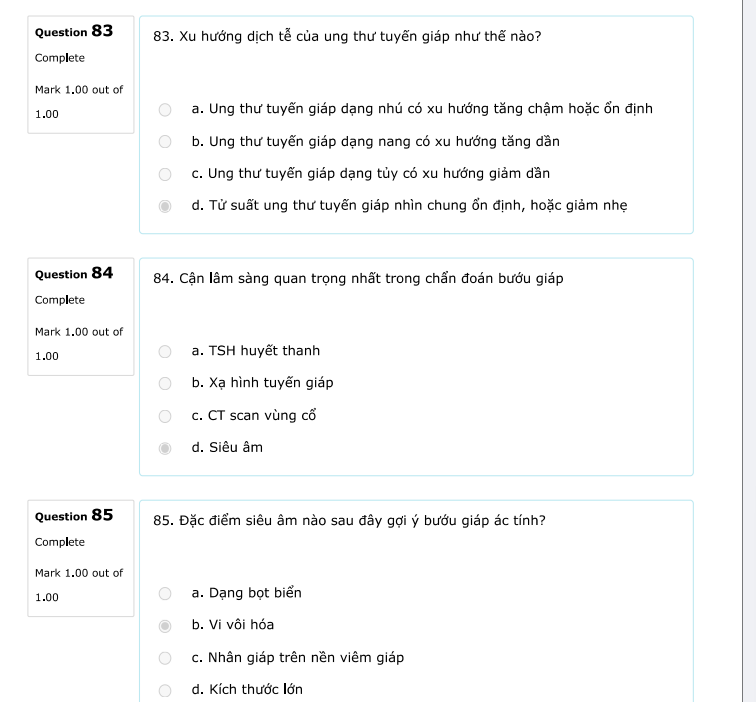 Question 83
Complete
Mark 1.00 out of
1.00
83. Xu hướng dịch tễ của ung thư tuyến giáp như thế nào?
a. Ung thư tuyến giáp dạng nhú có xu hướng tăng chậm hoặc ổn định
b. Ung thư tuyến giáp dạng nang có xu hướng tăng dần
c. Ung thư tuyến giáp dạng tủy có xu hướng giảm dần
d. Tử suất ung thư tuyến giáp nhìn chung ổn định, hoặc giảm nhẹ
Question 84
Complete
Mark 1.00 out of
1.00
84. Cận lâm sàng quan trọng nhất trong chẩn đoán bướu giáp
a. TSH huyết thanh
b. Xạ hình tuyến giáp
c. CT scan vùng cổ
d. Siêu âm
Question 85
Complete
Mark 1.00 out of
1.00
85. Đặc điểm siêu âm nào sau đây gợi ý bướu giáp ác tính?
a. Dạng bọt biển
b. Vi vôi hóa
c. Nhân giáp trên nền viêm giáp
d. Kích thước lớn